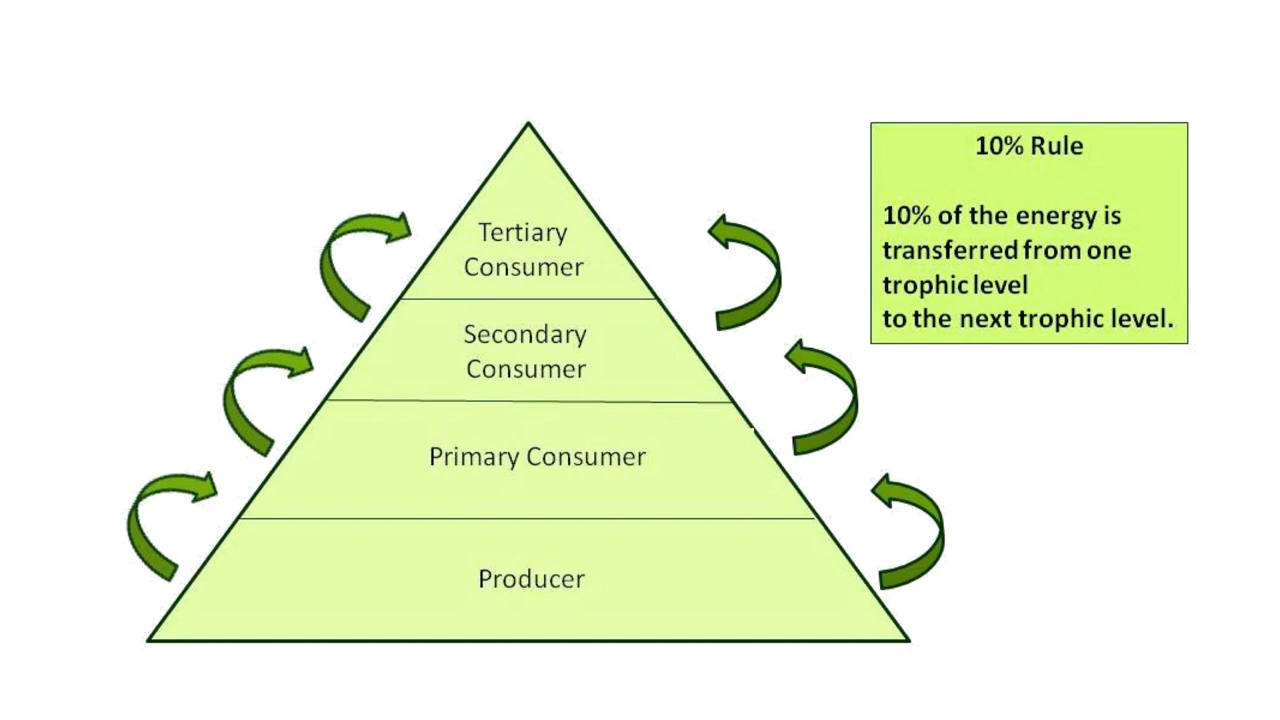 10% Rule
10% of the energy is
transferred from one
trophic level
to the next trophic level.
Tertiary
Consumer
Secondary
Consumer
Primary Consumer
Producer